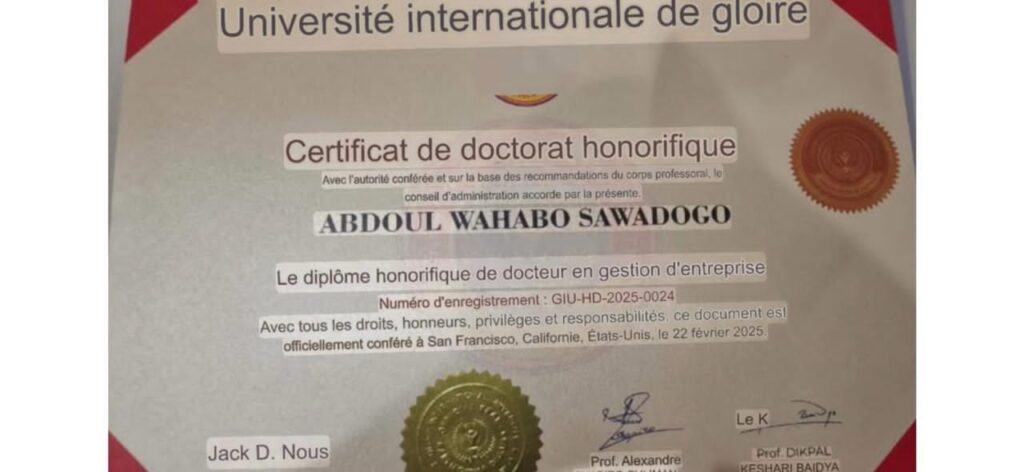 Université internationale de gloire
Certificat de doctorat honorifique
Avec l'autorité conférée et sur la base des recommandations du corps professoral, le
conseil d'administration accorde par la présente.
ABDOUL WAHABO SAWADOGO
Le diplôme honorifique de docteur en gestion d'entreprise
Numéro d'enregistrement : GIU-HD-2025-0024
Avec tous les droits, honneurs, privilèges et responsabilités, ce document est
officiellement conféré à San Francisco, Californie, États-Unis, le 22 février 2025.
Le K
Jack D. Nous
Prof. Alexandre
Prof. DIKPAL
KESHARI BAIDYA